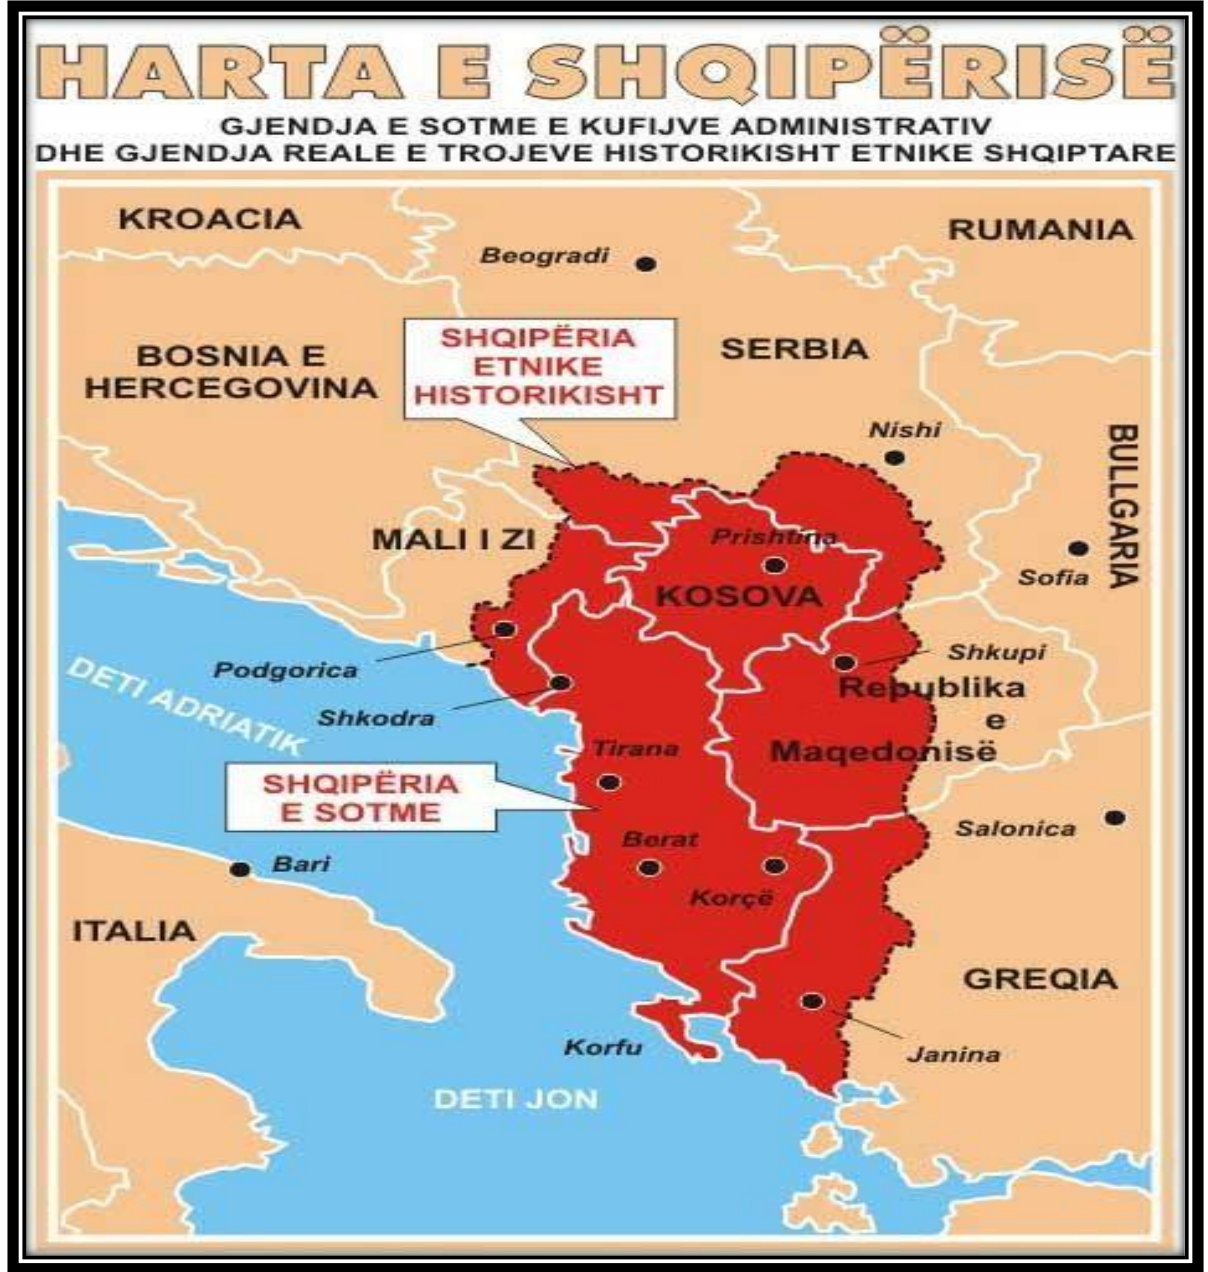 HARTA E SHQIPËRISË
GJENDJA E SOTME E KUFIJVE ADMINISTRATIV
DHE GJENDJA REALE E TROJEVE HISTORIKISHT ETNIKE SHQIPTARE
KROACIA
RUMANIA
Beogradi
SHQIPËRIA
ETNIKE
HISTORIKISHT
SERBIA
BOSNIA E
HERCEGOVINA
Nishi
BULLGARIA
MALI I ZI
Prishtina
Sofia
KOSOVA
Podgorica
Shkupi
DETI ADRIATIK
Shkodra
Republika
e
Maqedonisë
Tirana
SHQIPËRIA
E SOTME
Salonica
Berat
Bari
Korçë
ITALIA
GREQIA
Korfu
Janina
DETI JON